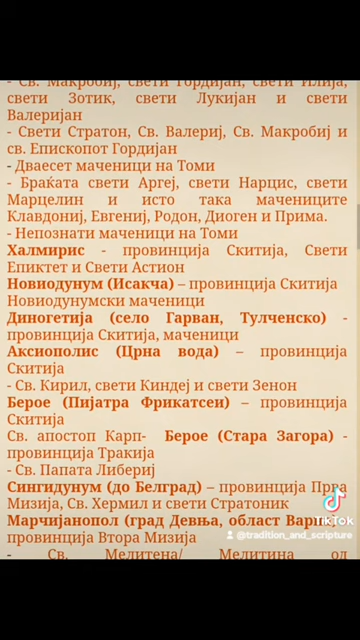 - Св. Макробиј, свети Гордијан, свети Илија,
свети Зотик, свети Лукијан и свети
Валеријан
- Свети Стратон, Св. Валериј, Св. Макробиј и
св. Епископот Гордијан
- Дваесет маченици на Томи
- Браќата свети Аргеј, свети Нарцис, свети
Марцелин и исто така мачениците
Клавдониј, Евгениј, Родон, Диоген и Прима.
- Непознати маченици на Томи
Халмирис - провинција Скитија, Свети
Епиктет и Свети Астион
Новиодунум (Исакча) – провинција Скитија
Новиодунумски маченици
Диногетија (село Гарван, Тулченско) -
провинција Скитија, маченици
Аксиополис (Црна вода) – провинција
Скитија
- Св. Кирил, свети Киндеј и свети Зенон
Берое (Пијатра Фрикатсеи) – провинција
Скитија
Св. апостол Карп- Берое (Стара Загора) -
провинција Тракија
- Св. Папата Либериј
Сингидунум (до Белград) – провинција Прва
Мизија, Св. Хермил и свети Стратоник
Марчијанопол (град Девња, област Варна)
провинција Втора Мизија
- Св. Мелитена/ Мелитина од
TikTok
@tradition_and_scripture